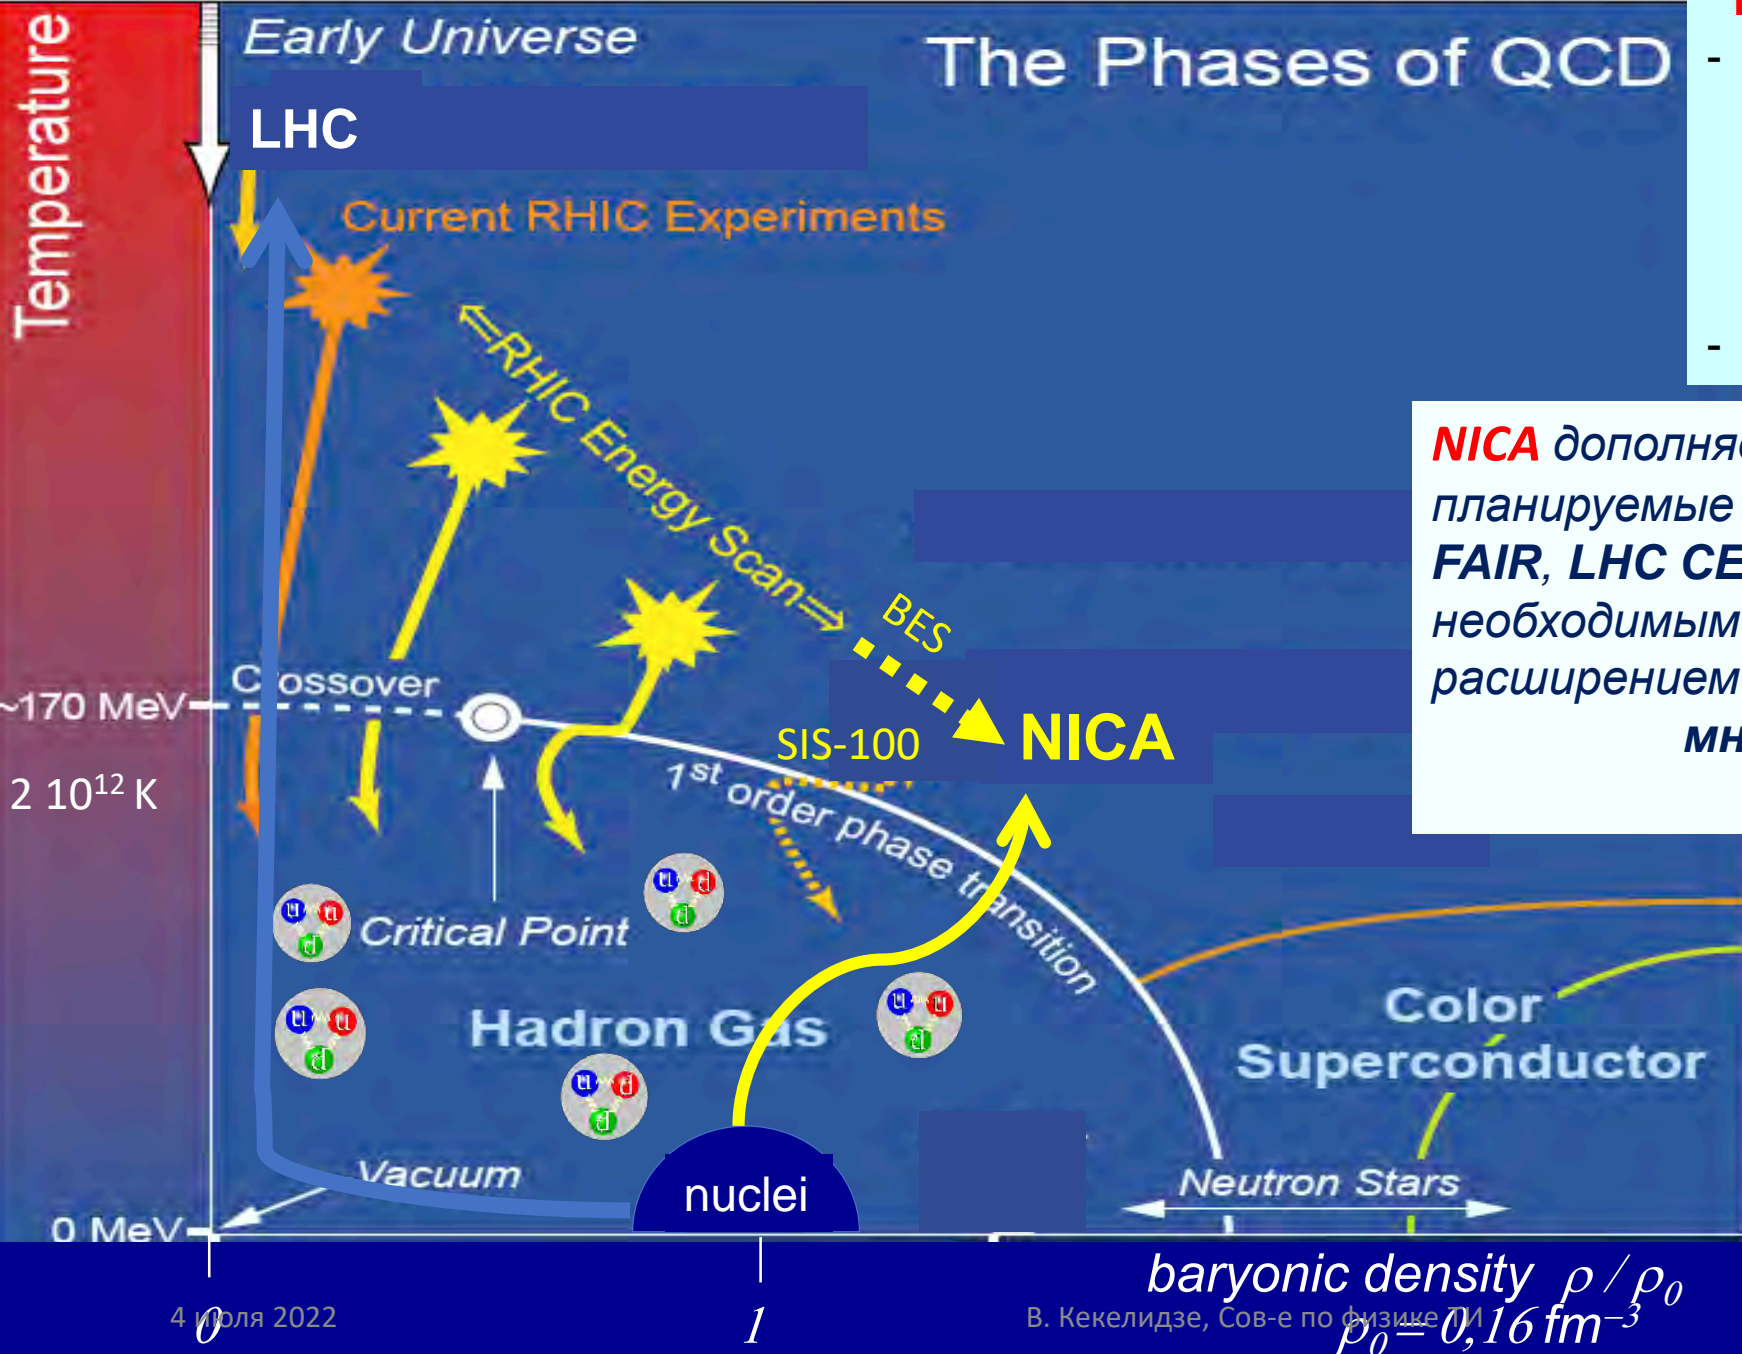 Temperature
Early Universe
The Phases of QCD
-
LHC
Current RHIC Experiments
-
⇐RHIC Energy Scan⇒
NICA дополняе
планируемые
FAIR, LHC CE
необходимым
расширением
мн
BES
Crossover
~170 MeV
SIS-100
NICA
2 10¹² K
1st order phase transition
u d d
u u d
Critical Point
u u d
u u d
Hadron Gas
u d d
Color
Superconductor
Vacuum
nuclei
Neutron Stars
0 MeV
baryonic density ρ / ρ₀
0
1
ρ₀ = 0,16 fm⁻³
4 июля 2022
В. Кекелидзе, Сов-е по физике ТИ